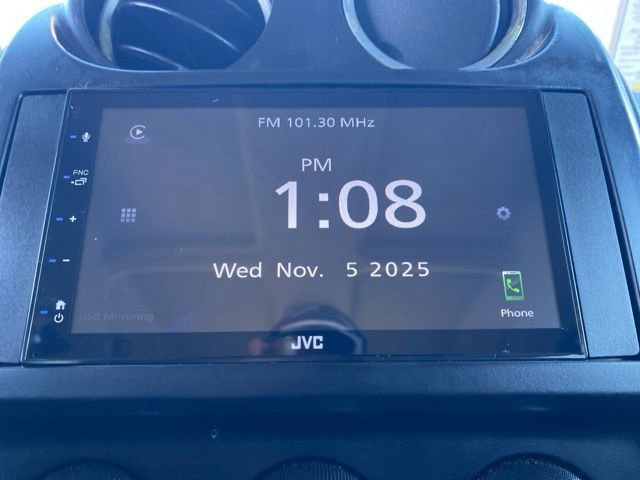 FM 101.30 MHz
PM
1:08
Wed Nov. 5 2025
FNC
+
-
USB Mirroring
Phone
JVC